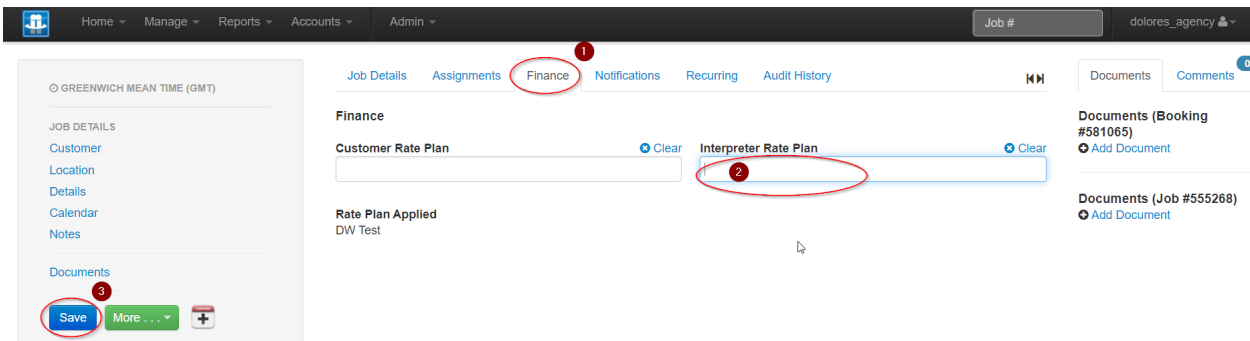 Home Manage Reports Accounts Admin Job # dolores_agency
1
Job Details Assignments Finance Notifications Recurring Audit History
Documents Comments 0
GREENWICH MEAN TIME (GMT)
JOB DETAILS
Customer
Location
Details
Calendar
Notes
Documents
3
Save More . . .
Finance
Customer Rate Plan Clear Interpreter Rate Plan Clear
2
Rate Plan Applied
DW Test
Documents (Booking
#581065)
Add Document
Documents (Job #555268)
Add Document